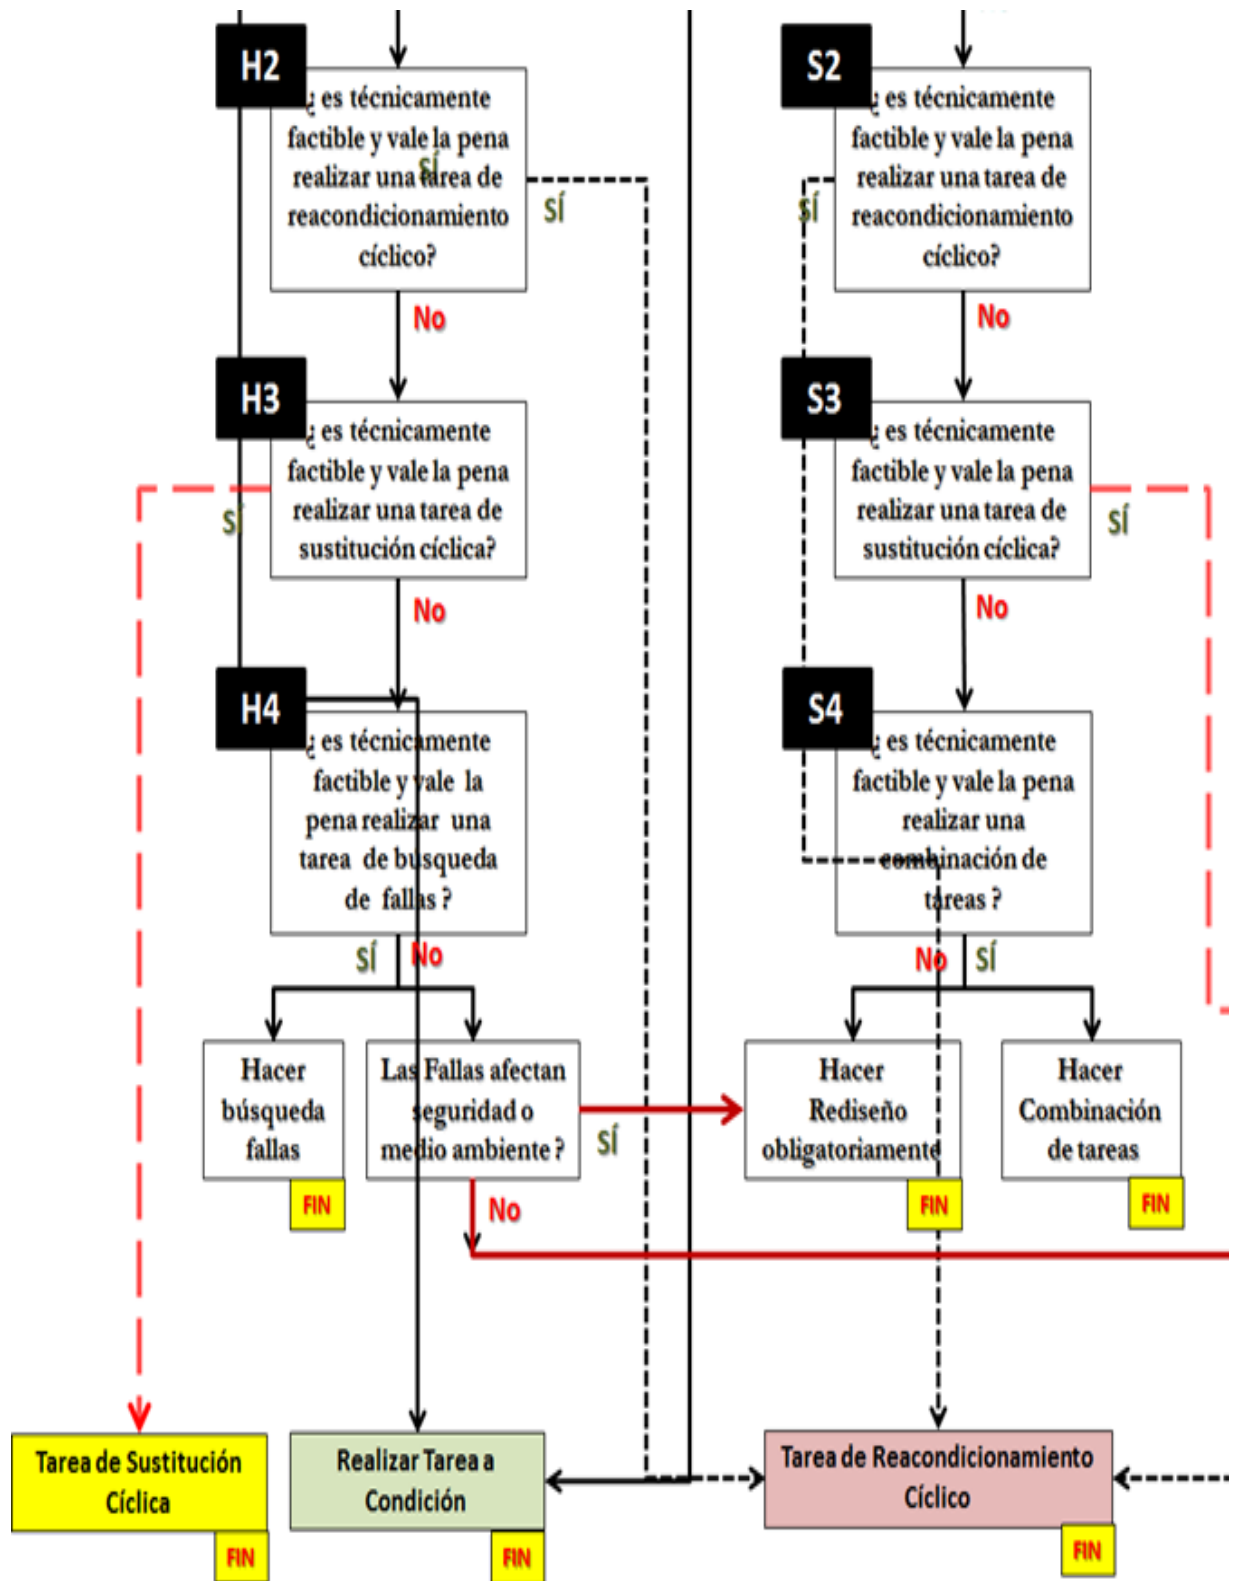 H2
¿ es técnicamente
factible y vale la pena
realizar una tarea de
reacondicionamiento
cíclico?
SÍ
SÍ
No
H3
¿ es técnicamente
factible y vale la pena
realizar una tarea de
sustitución cíclica?
SÍ
No
H4
¿ es técnicamente
factible y vale la
pena realizar una
tarea de búsqueda
de fallas ?
SÍ
No
Hacer
búsqueda
fallas
FIN
Las Fallas afectan
seguridad o
medio ambiente ?
SÍ
No
S2
¿ es técnicamente
factible y vale la pena
realizar una tarea de
reacondicionamiento
cíclico?
SÍ
No
S3
¿ es técnicamente
factible y vale la pena
realizar una tarea de
sustitución cíclica?
SÍ
No
S4
¿ es técnicamente
factible y vale la pena
realizar una
combinación de
tareas ?
No
SÍ
Hacer
Rediseño
obligatoriamente
FIN
Hacer
Combinación
de tareas
FIN
Tarea de Sustitución
Cíclica
FIN
Realizar Tarea a
Condición
FIN
Tarea de Reacondicionamiento
Cíclico
FIN